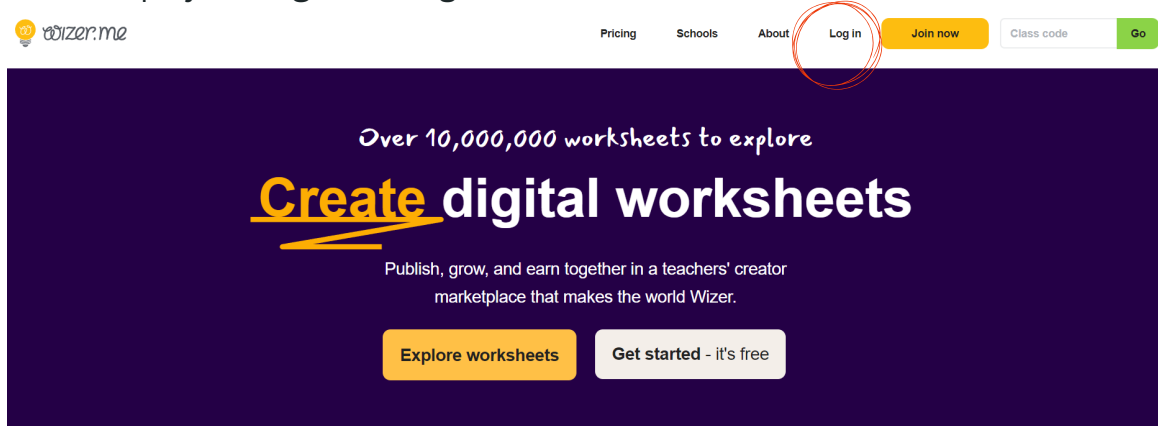 wizer.me
Pricing Schools About Log in Join now Class code Go
Over 10,000,000 worksheets to explore
Create digital worksheets
Publish, grow, and earn together in a teachers' creator
marketplace that makes the world Wizer.
Explore worksheets Get started - it's free